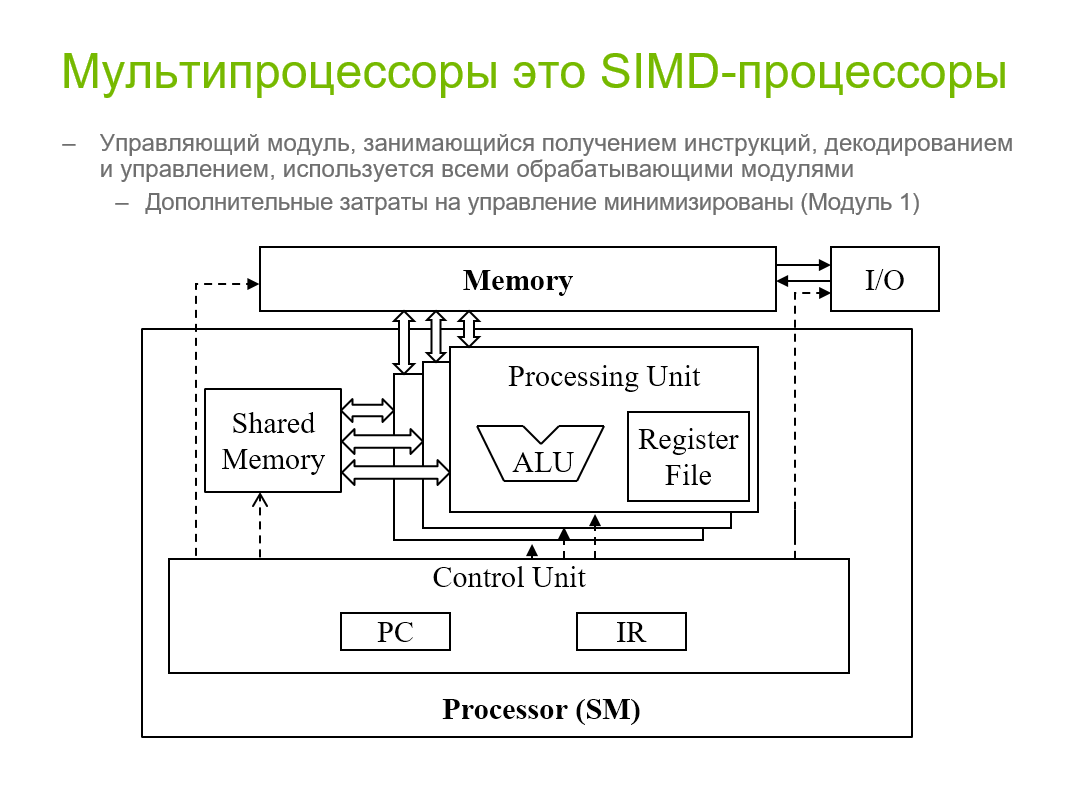 Мультипроцессоры это SIMD-процессоры
– Управляющий модуль, занимающийся получением инструкций, декодированием
и управлением, используется всеми обрабатывающими модулями
– Дополнительные затраты на управление минимизированы (Модуль 1)
Memory
I/O
Processing Unit
Shared
Memory
ALU
Register
File
Control Unit
PC
IR
Processor (SM)